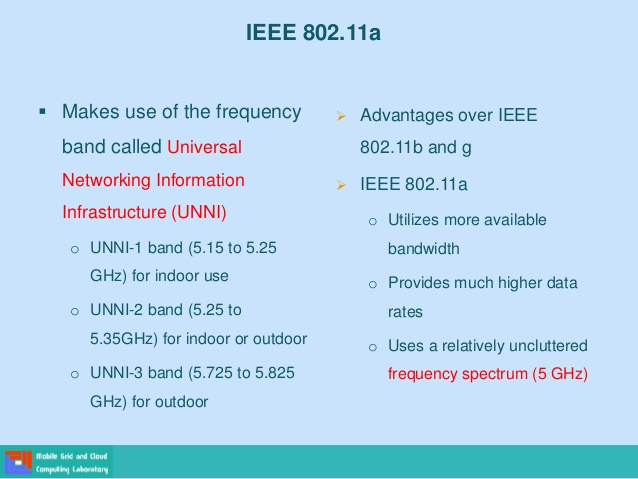 IEEE 802.11a
▪ Makes use of the frequency
band called Universal
Networking Information
Infrastructure (UNNI)
o UNNI-1 band (5.15 to 5.25
GHz) for indoor use
o UNNI-2 band (5.25 to
5.35GHz) for indoor or outdoor
o UNNI-3 band (5.725 to 5.825
GHz) for outdoor
➢ Advantages over IEEE
802.11b and g
➢ IEEE 802.11a
o Utilizes more available
bandwidth
o Provides much higher data
rates
o Uses a relatively uncluttered
frequency spectrum (5 GHz)
Mobile Grid and Cloud
Computing Laboratory